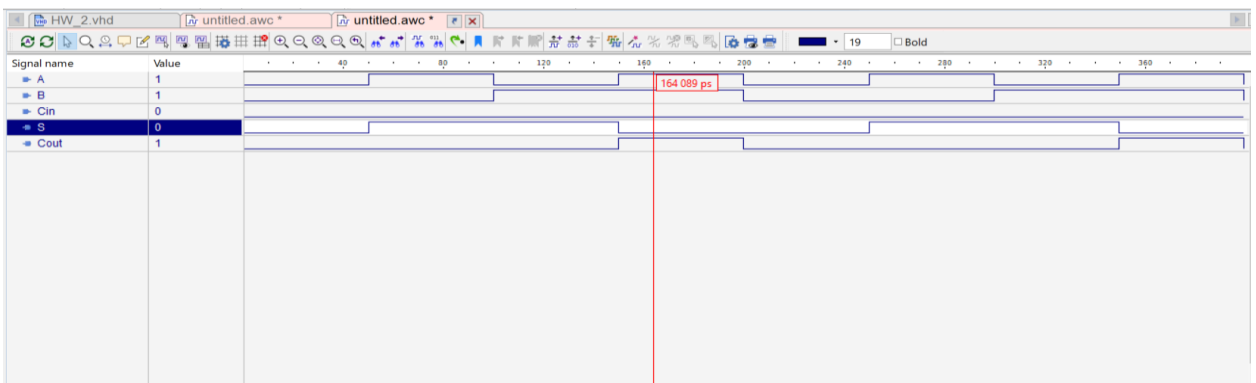 HW_2.vhd untitled.awc * untitled.awc *
19 Bold
Signal name Value 40 80 120 160 200 240 280 320 360
A 1
164 089 ps
B 1
Cin 0
S 0
Cout 1